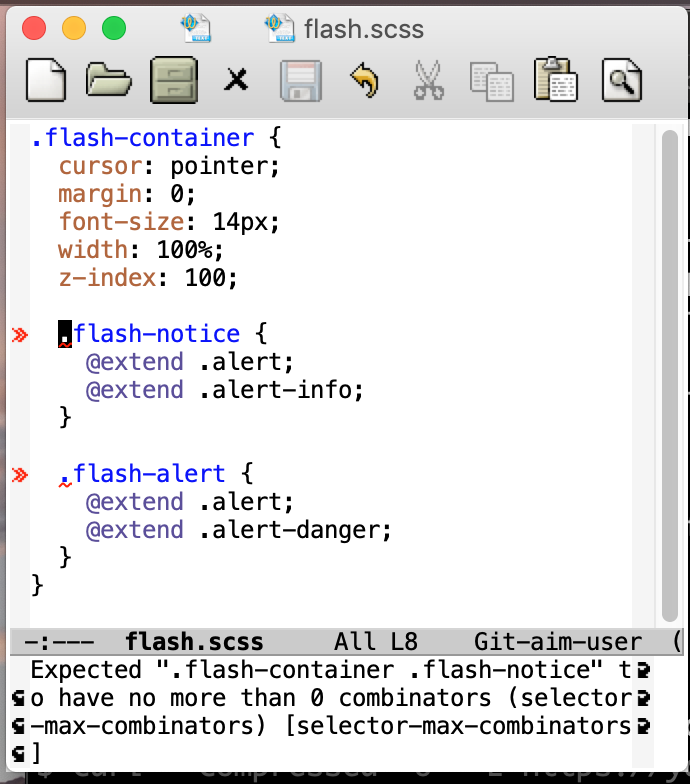 flash.scss
.flash-container {
  cursor: pointer;
  margin: 0;
  font-size: 14px;
  width: 100%;
  z-index: 100;
  .flash-notice {
    @extend .alert;
    @extend .alert-info;
  }
  .flash-alert {
    @extend .alert;
    @extend .alert-danger;
  }
}
-:---  flash.scss     All L8    Git-aim-user  (
Expected ".flash-container .flash-notice" t
o have no more than 0 combinators (selector
-max-combinators) [selector-max-combinators
]